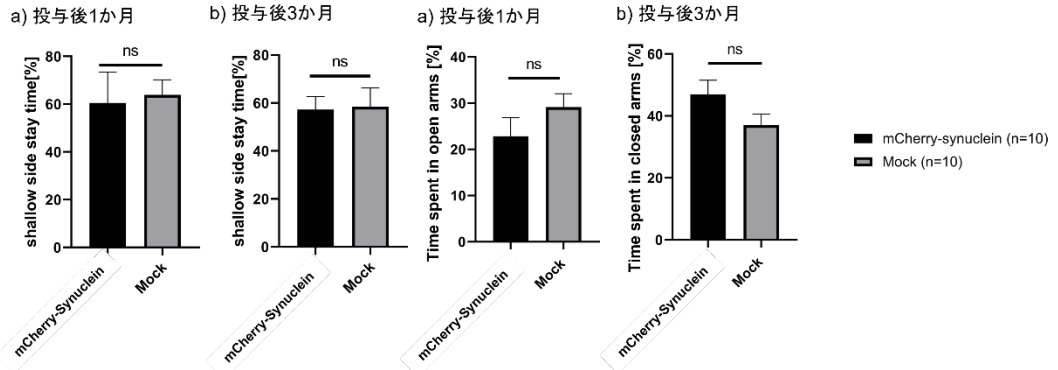 a) 投与後1か月
shallow side stay time[%]
80
60
40
20
0
ns
mCherry-Synuclein
Mock
b) 投与後3か月
shallow side stay time[%]
80
60
40
20
0
ns
mCherry-Synuclein
Mock
a) 投与後1か月
Time spent in open arms [%]
40
30
20
10
0
ns
mCherry-Synuclein
Mock
b) 投与後3か月
Time spent in closed arms [%]
60
40
20
0
ns
mCherry-Synuclein
Mock
mCherry-synuclein (n=10)
Mock (n=10)